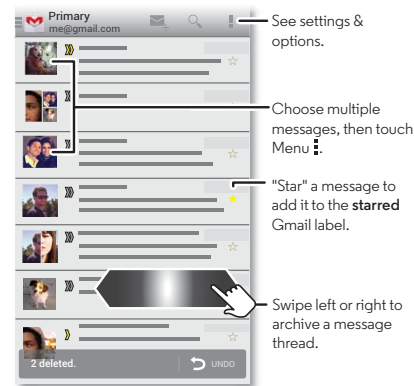 Primary
me@gmail.com
See settings &
options.
Choose multiple
messages, then touch
Menu .
"Star" a message to
add it to the starred
Gmail label.
Swipe left or right to
archive a message
thread.
2 deleted.
UNDO